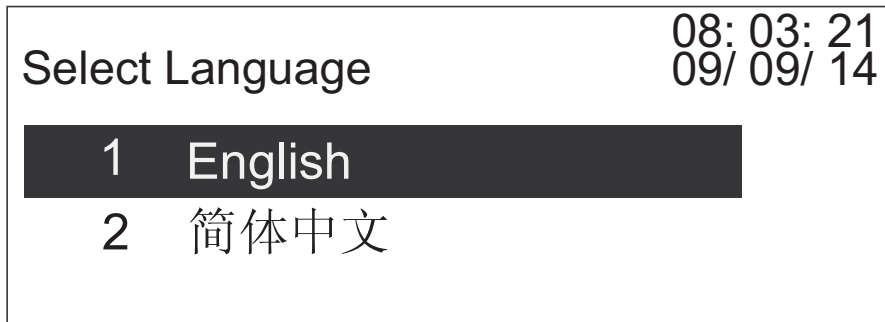 08: 03: 21
Select Language
09/ 09/ 14
1 English
2 简体中文